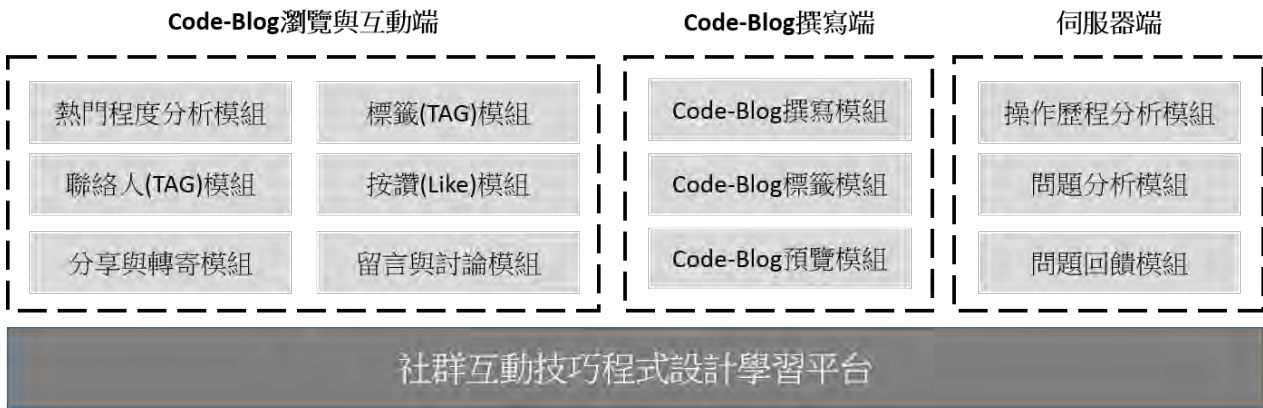 Code-Blog瀏覽與互動端
熱門程度分析模組
標籤(TAG)模組
聯絡人(TAG)模組
按讚(Like)模組
分享與轉寄模組
留言與討論模組
Code-Blog撰寫端
Code-Blog撰寫模組
Code-Blog標籤模組
Code-Blog預覽模組
伺服器端
操作歷程分析模組
問題分析模組
問題回饋模組
社群互動技巧程式設計學習平台